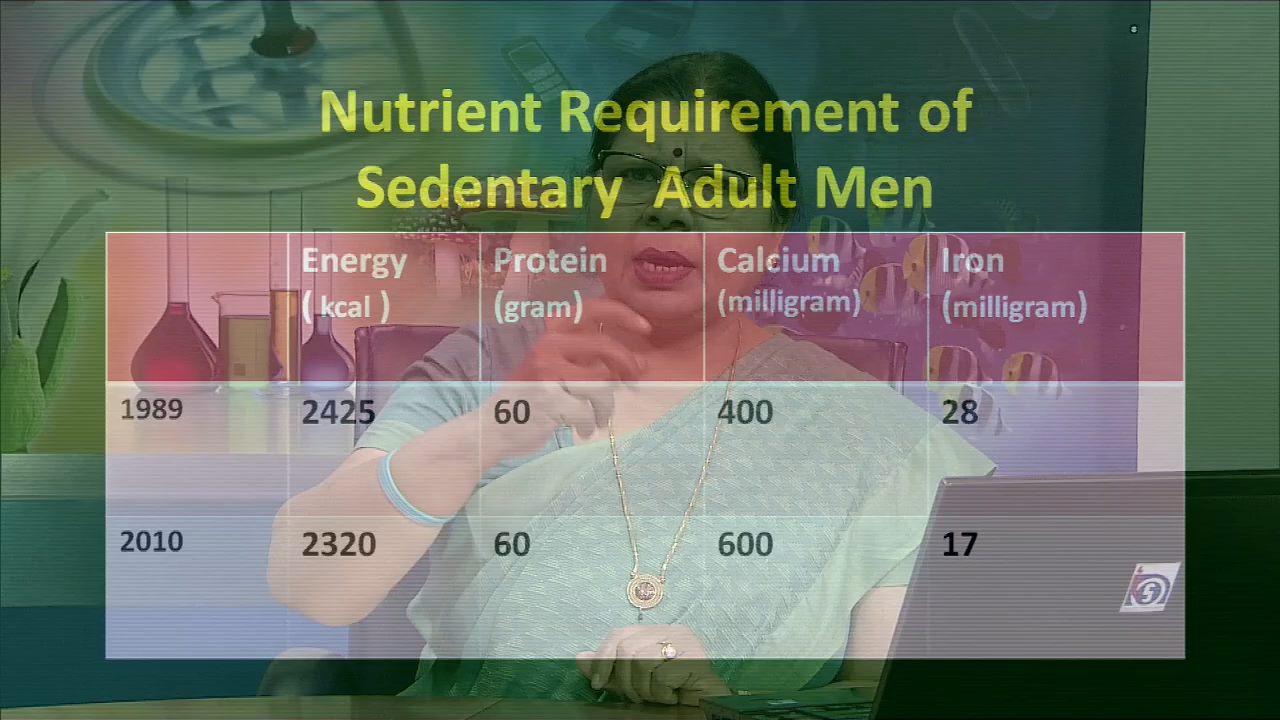 Nutrient Requirement of
Sedentary Adult Men
Energy Protein Calcium Iron
( kcal ) (gram) (milligram) (milligram)
1989 2425 60 400 28
2010 2320 60 600 17